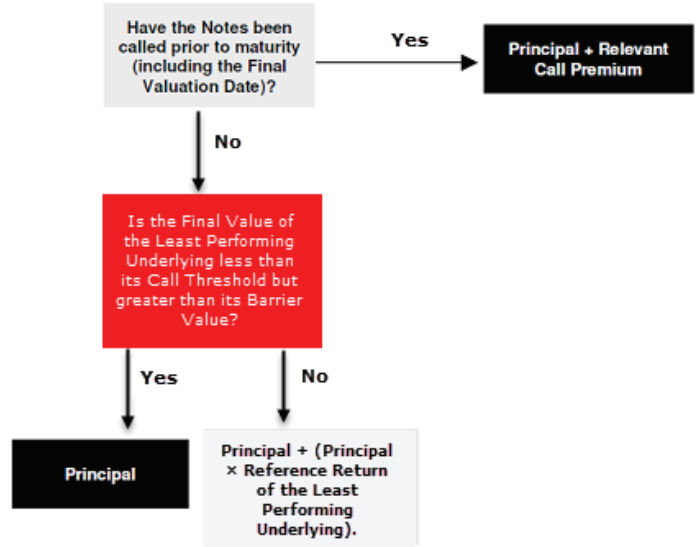 Have the Notes been
called prior to maturity
(including the Final
Valuation Date)?
Yes
Principal + Relevant
Call Premium
No
Is the Final Value of
the Least Performing
Underlying less than
its Call Threshold but
greater than its Barrier
Value?
Yes
No
Principal
Principal + (Principal
× Reference Return
of the Least
Performing
Underlying).